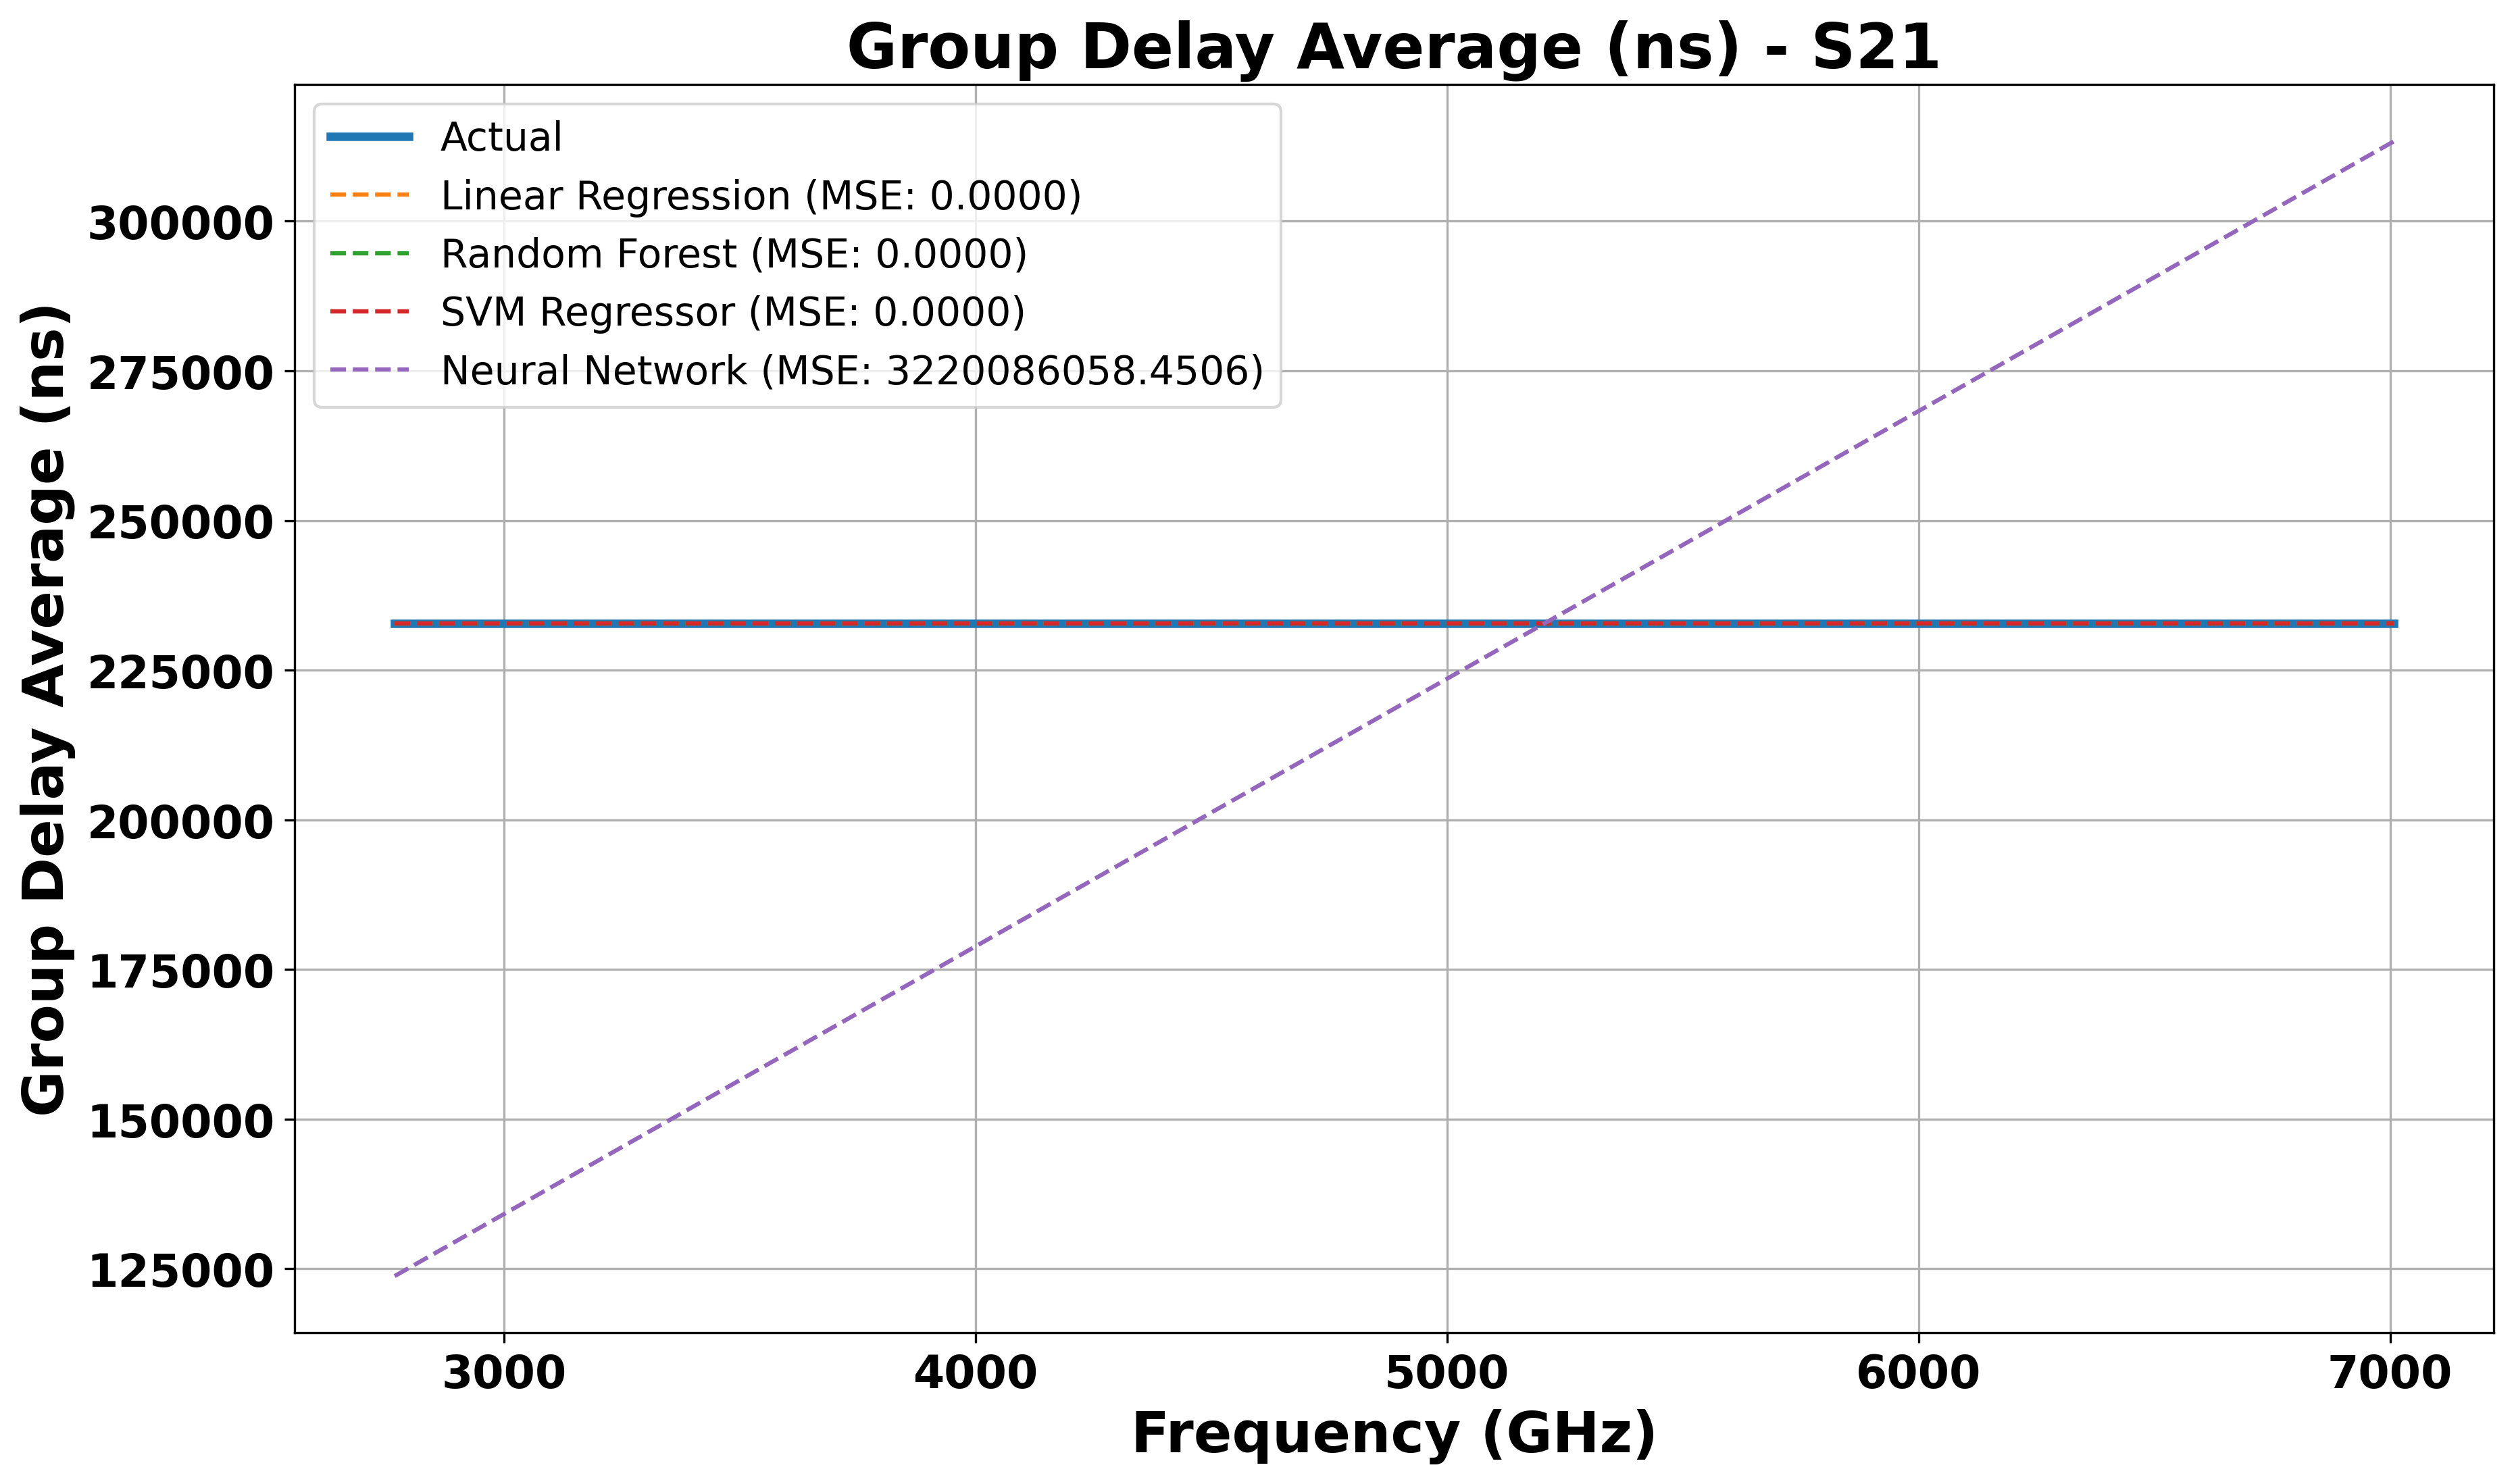 Group Delay Average (ns) - S21
Actual
Linear Regression (MSE: 0.0000)
Random Forest (MSE: 0.0000)
SVM Regressor (MSE: 0.0000)
Neural Network (MSE: 3220086058.4506)
Group Delay Average (ns)
300000
275000
250000
225000
200000
175000
150000
125000
3000 4000 5000 6000 7000
Frequency (GHz)